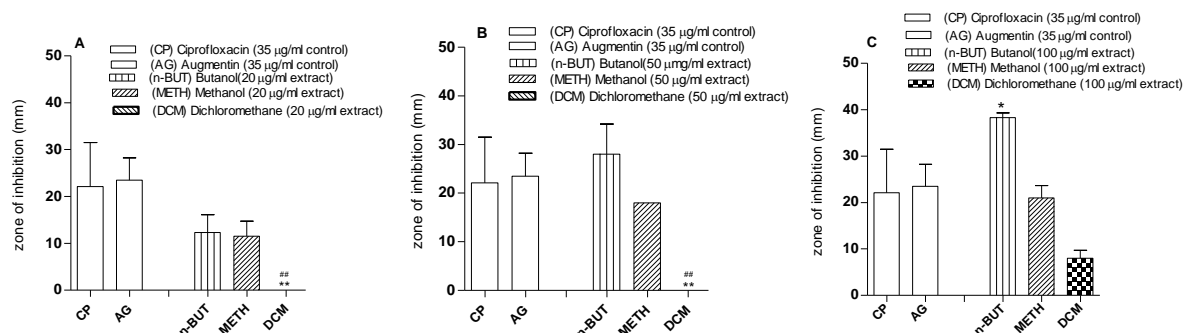 A
(CP) Ciprofloxacin (35 µg/ml control)
(AG) Augmentin (35 µg/ml control)
(n-BUT) Butanol(20 µg/ml extract)
(METH) Methanol (20 µg/ml extract)
(DCM) Dichloromethane (20 µg/ml extract)
zone of inhibition (mm)
50
40
30
20
10
0
##
**
CP
AG
n-BUT
METH
DCM
B
(CP) Ciprofloxacin (35 µg/ml control)
(AG) Augmentin (35 µg/ml control)
(n-BUT) Butanol(50 µmg/ml extract)
(METH) Methanol (50 µg/ml extract)
(DCM) Dichloromethane (50 µg/ml extract)
zone of inhibition (mm)
50
40
30
20
10
0
##
**
CP
AG
n-BUT
METH
DCM
C
(CP) Ciprofloxacin (35 µg/ml control)
(AG) Augmentin (35 µg/ml control)
(n-BUT) Butanol(100 µg/ml extract)
(METH) Methanol (100 µg/ml extract)
(DCM) Dichloromethane (100 µg/ml extract)
zone of inhibition (mm)
50
40
30
20
10
0
*
CP
AG
n-BUT
METH
DCM